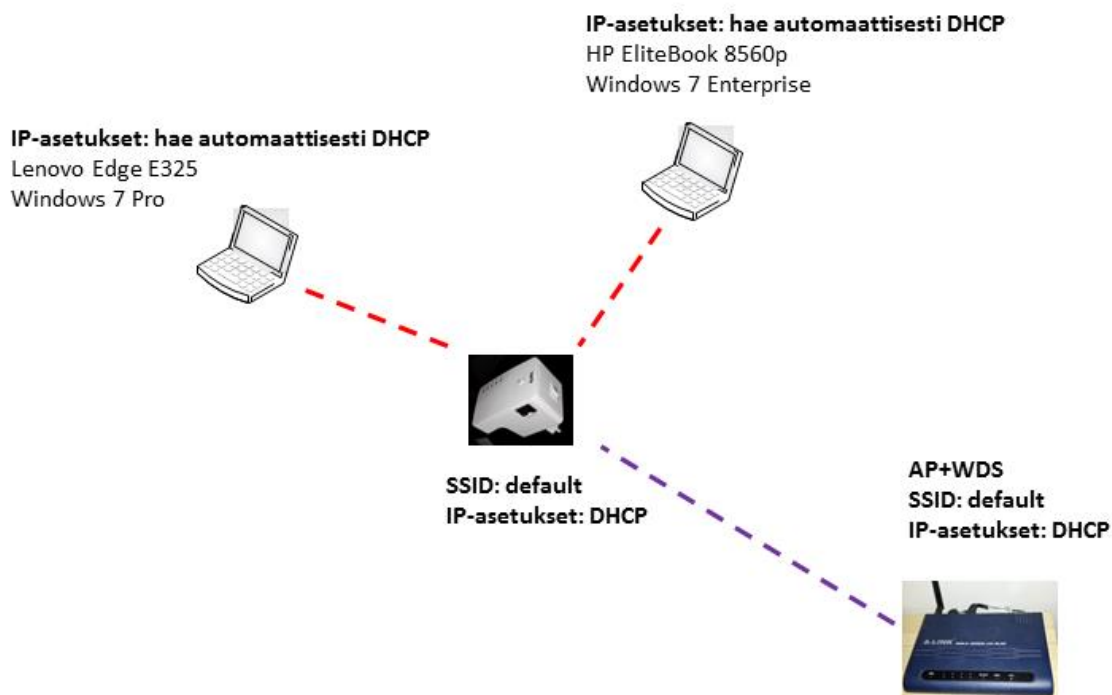 IP-asetukset: hae automaattisesti DHCP
HP EliteBook 8560p
Windows 7 Enterprise
IP-asetukset: hae automaattisesti DHCP
Lenovo Edge E325
Windows 7 Pro
SSID: default
IP-asetukset: DHCP
AP+WDS
SSID: default
IP-asetukset: DHCP
A-LINK